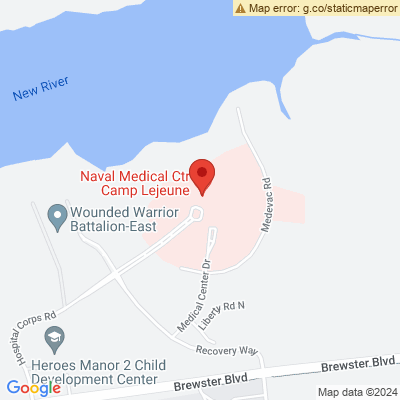 Map error: g.co/staticmaperror
New River
Naval Medical Ctr
Camp Lejeune
Medevac Rd
Wounded Warrior
Battalion-East
Medical Center Dr
Hospital Corps Rd
Liberty Rd N
Recovery Way
Heroes Manor 2 Child
Development Center
Brewster Blvd
Brewster Blvd
Google
Map data ©2024